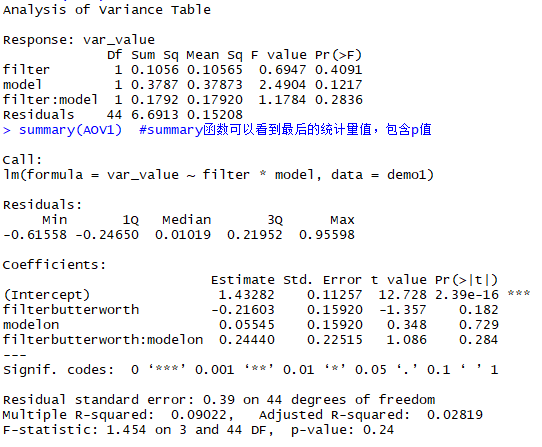 Analysis of Variance Table
Response: var_value
Df Sum Sq Mean Sq F value Pr(>F)
filter 1 0.1056 0.10565 0.6947 0.4091
model 1 0.3787 0.37873 2.4904 0.1217
filter:model 1 0.1792 0.17920 1.1784 0.2836
Residuals 44 6.6913 0.15208
> summary(AOV1) #summary函数可以看到最后的统计量值，包含p值
Call:
lm(formula = var_value ~ filter * model, data = demo1)
Residuals:
Min 1Q Median 3Q Max
-0.61558 -0.24650 0.01019 0.21952 0.95598
Coefficients:
Estimate Std. Error t value Pr(>|t|)
(Intercept) 1.43282 0.11257 12.728 2.39e-16 ***
filterbutterworth -0.21603 0.15920 -1.357 0.182
modelon 0.05545 0.15920 0.348 0.729
filterbutterworth:modelon 0.24440 0.22515 1.086 0.284
---
Signif. codes: 0 ‘***’ 0.001 ‘**’ 0.01 ‘*’ 0.05 ‘.’ 0.1 ‘ ’ 1
Residual standard error: 0.39 on 44 degrees of freedom
Multiple R-squared: 0.09022, Adjusted R-squared: 0.02819
F-statistic: 1.454 on 3 and 44 DF, p-value: 0.24